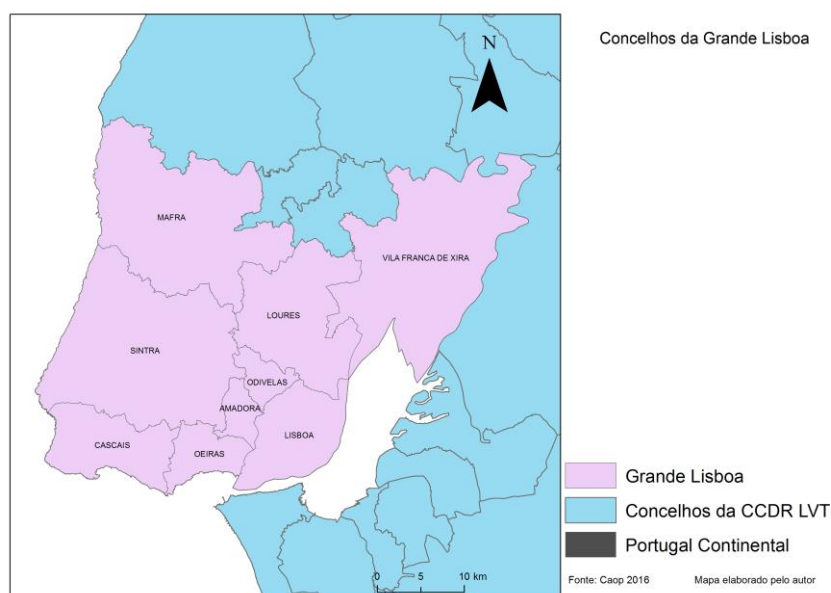 Concelhos da Grande Lisboa
N
MAFRA
VILA FRANCA DE XIRA
LOURES
SINTRA
ODIVELAS
AMADORA
LISBOA
CASCAIS
OEIRAS
Grande Lisboa
Concelhos da CCDR LVT
Portugal Continental
0 5 10 km
Fonte: Caop 2016 Mapa elaborado pelo autor